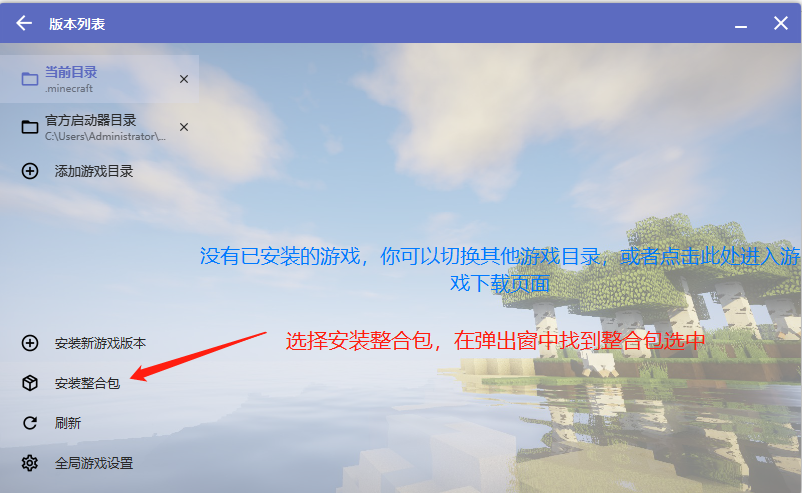 版本列表
当前目录
.minecraft
官方启动器目录
C:\Users\Administrator\...
添加游戏目录
没有已安装的游戏，你可以切换其他游戏目录，或者点击此处进入游
戏下载页面
安装新游戏版本
选择安装整合包，在弹出窗中找到整合包选中
安装整合包
刷新
全局游戏设置